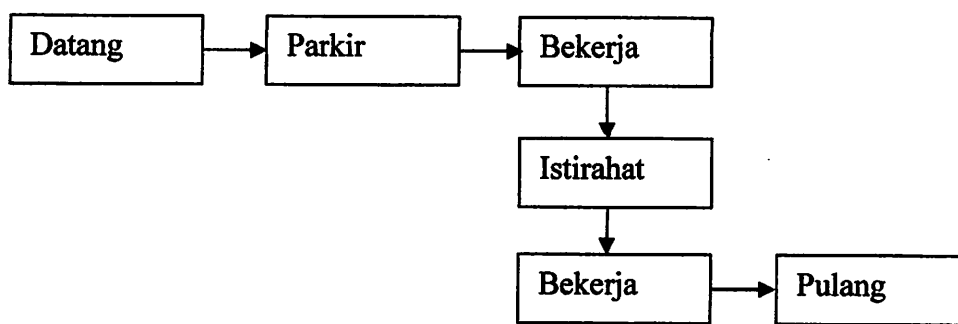 Datang
Parkir
Bekerja
Istirahat
Bekerja
Pulang